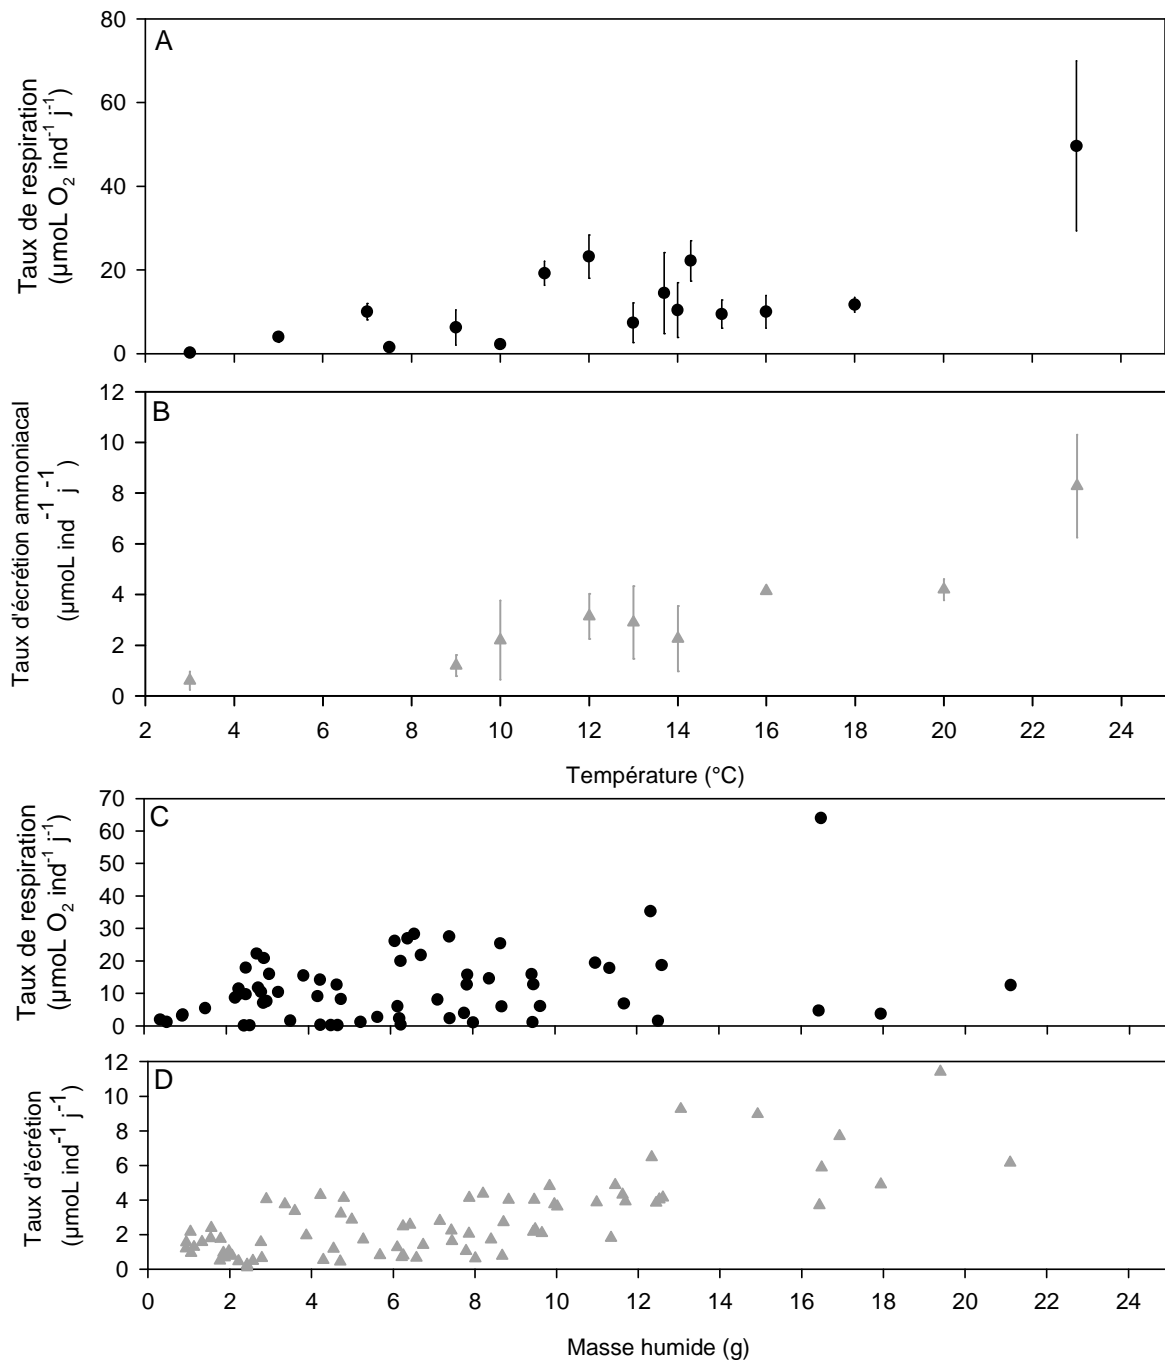 A
Taux de respiration
(µmoL O₂ ind⁻¹ j⁻¹)
80
60
40
20
0
B
Taux d'écrétion ammoniacal
(µmoL ind⁻¹ j⁻¹)
12
10
8
6
4
2
0
2 4 6 8 10 12 14 16 18 20 22 24
Température (°C)
C
Taux de respiration
(µmoL O₂ ind⁻¹ j⁻¹)
70
60
50
40
30
20
10
0
D
Taux d'écrétion
(µmoL ind⁻¹ j⁻¹)
12
10
8
6
4
2
0
0 2 4 6 8 10 12 14 16 18 20 22 24
Masse humide (g)